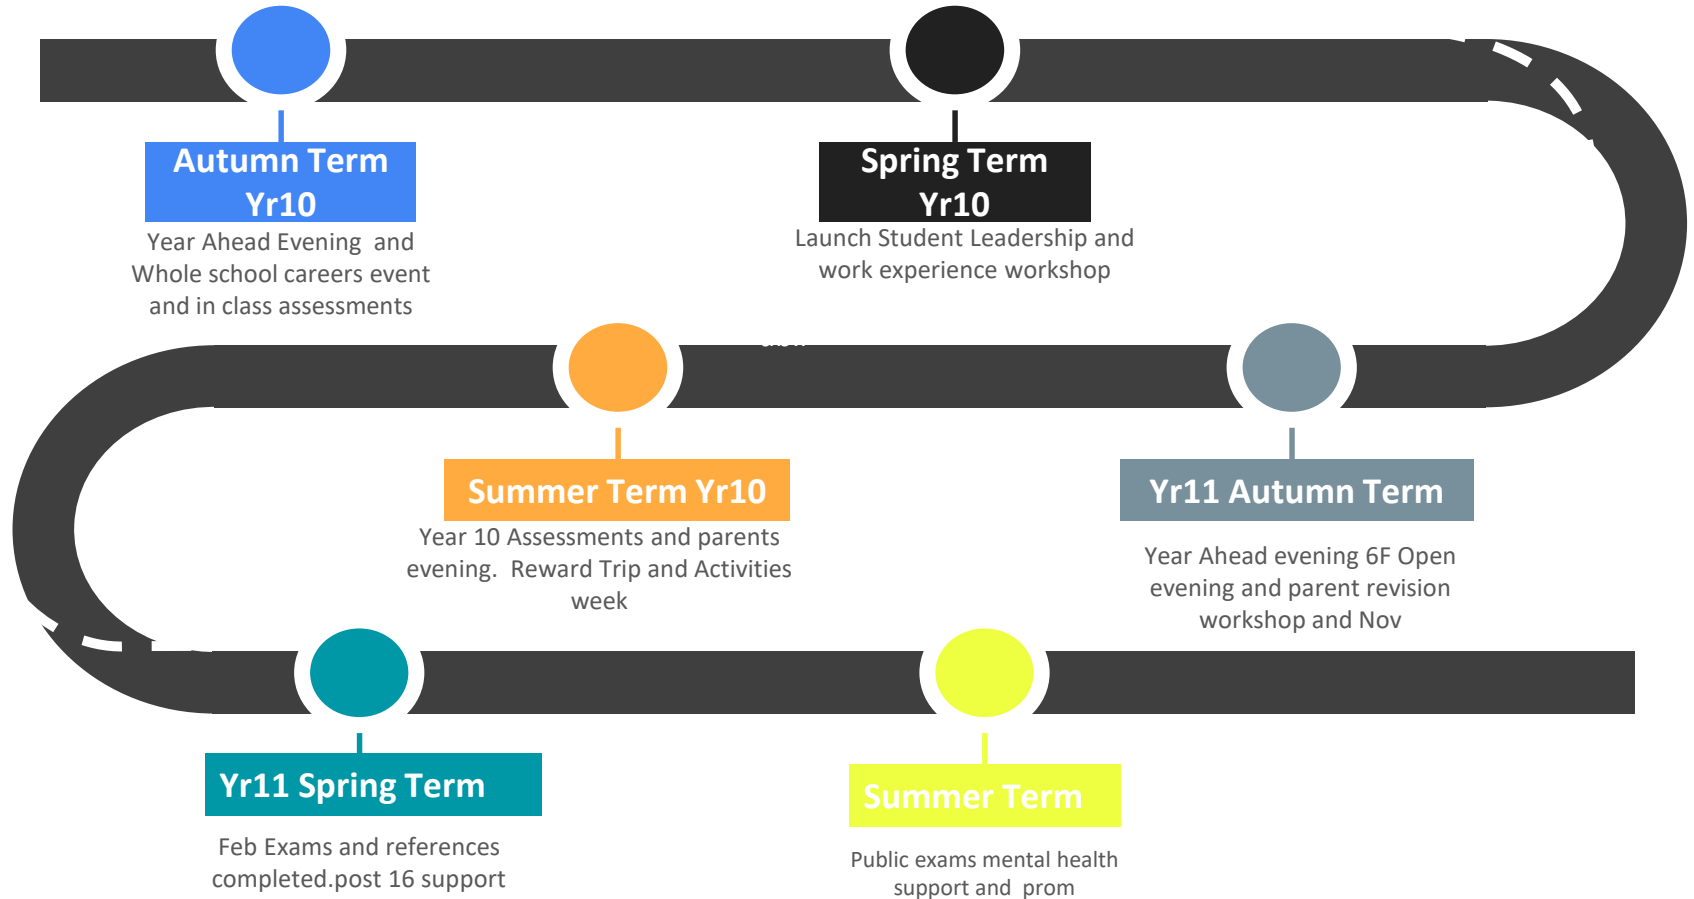 Autumn Term
Yr10
Year Ahead Evening and
Whole school careers event
and in class assessments
Spring Term
Yr10
Launch Student Leadership and
work experience workshop
Summer Term Yr10
Year 10 Assessments and parents
evening. Reward Trip and Activities
week
Yr11 Autumn Term
Year Ahead evening 6F Open
evening and parent revision
workshop and Nov
Yr11 Spring Term
Feb Exams and references
completed.post 16 support
Summer Term
Public exams mental health
support and prom